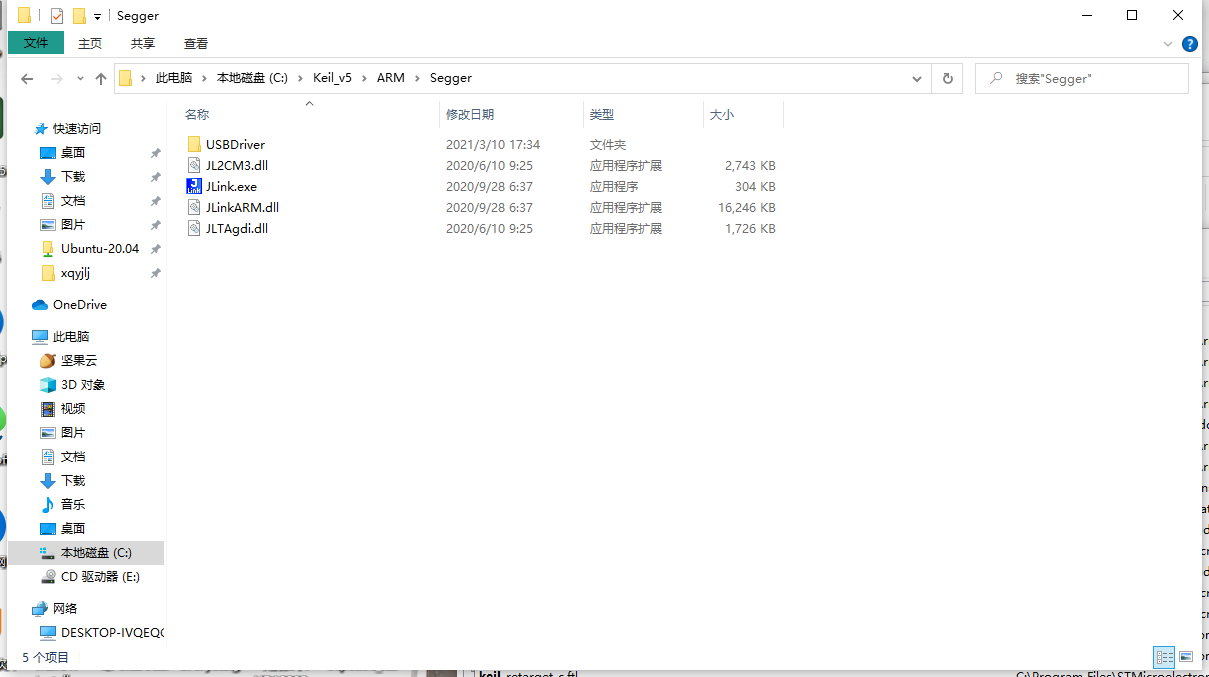 Segger
文件 主页 共享 查看
此电脑 本地磁盘 (C:) Keil_v5 ARM Segger 搜索"Segger"
名称 修改日期 类型 大小
USBDriver 2021/3/10 17:34 文件夹
JL2CM3.dll 2020/6/10 9:25 应用程序扩展 2,743 KB
JLink.exe 2020/9/28 6:37 应用程序 304 KB
JLinkARM.dll 2020/9/28 6:37 应用程序扩展 16,246 KB
JLTAgdi.dll 2020/6/10 9:25 应用程序扩展 1,726 KB
快速访问
桌面
下载
文档
图片
Ubuntu-20.04
xqyjlj
OneDrive
此电脑
坚果云
3D 对象
视频
图片
文档
下载
音乐
桌面
本地磁盘 (C:)
CD 驱动器 (E:)
网络
DESKTOP-IVQEQ
5 个项目